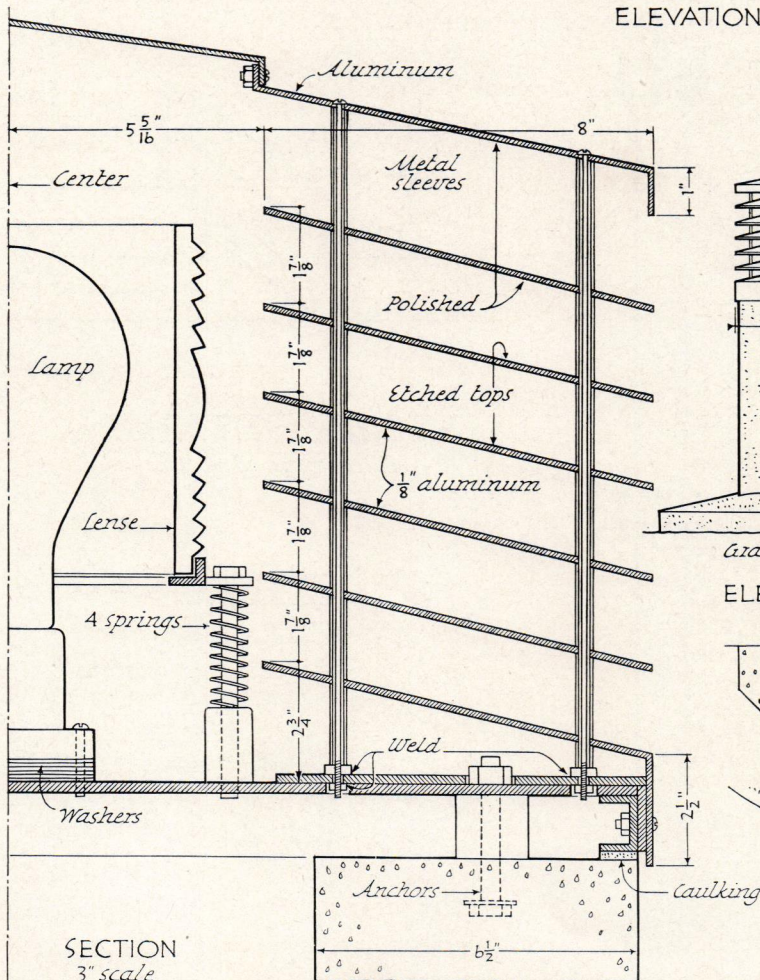 ELEVATION
Aluminum
5 5/16"
8"
Metal
sleeves
Center
1"
1 7/8"
Polished
1 7/8"
Lamp
Etched tops
1 7/8"
1/8" aluminum
Lense
1 7/8"
Gra
ELE
4 springs
1 7/8"
2 3/4"
Weld
2 1/2"
Washers
Anchors
Caulking
6 1/2"
SECTION
3" scale